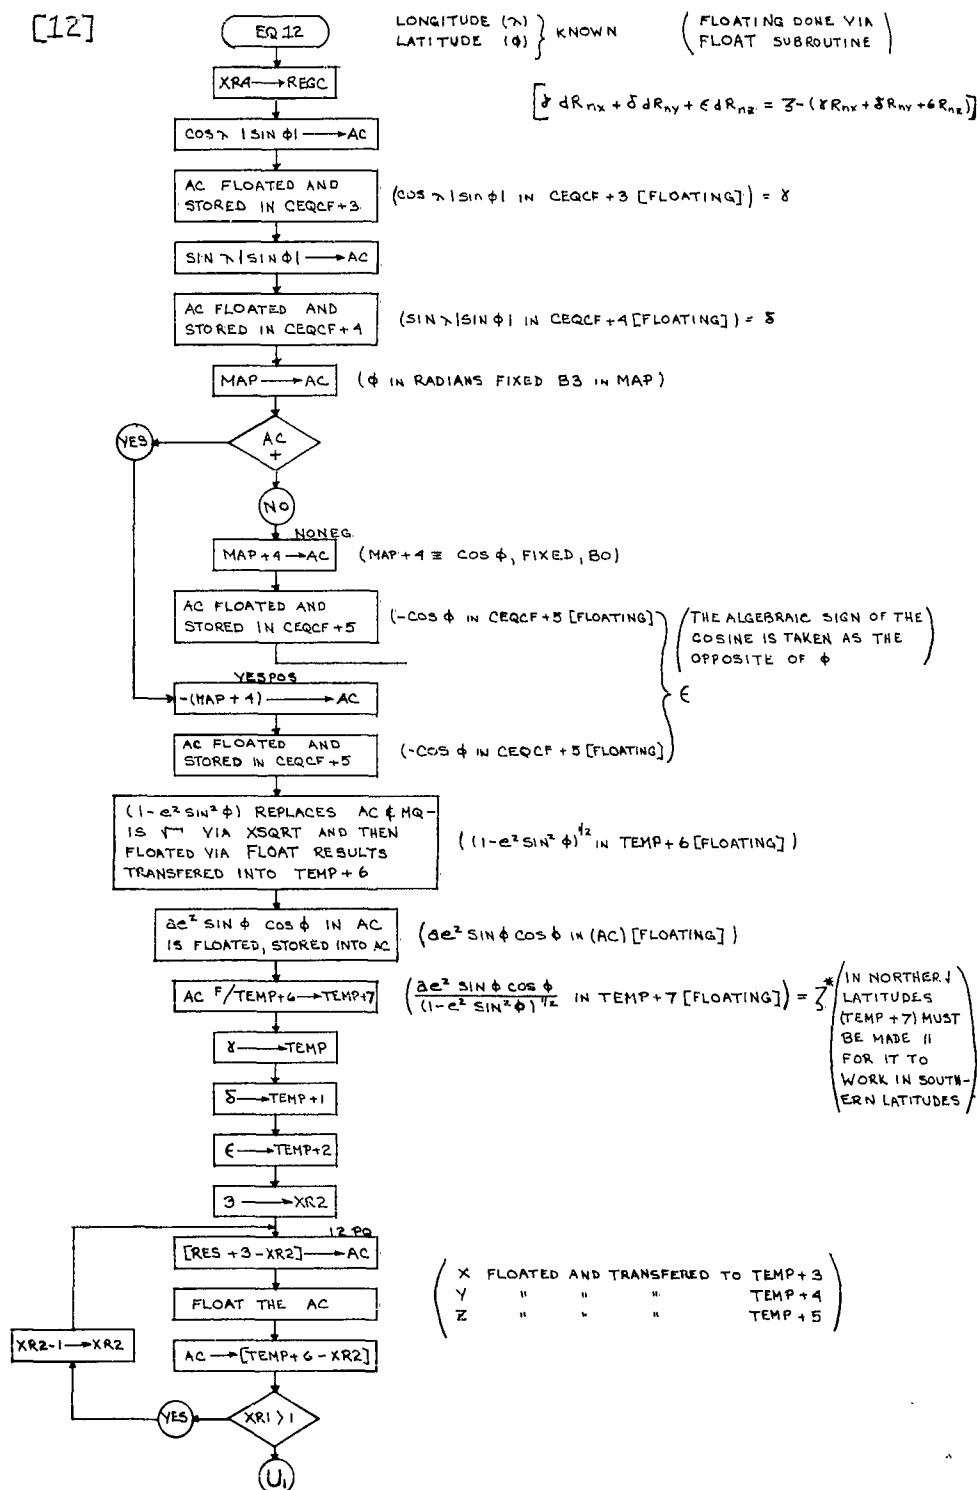 [12]
EQ 12
LONGITUDE (λ)
LATITUDE (φ)
} KNOWN
(FLOATING DONE VIA
FLOAT SUBROUTINE)
XR4 → REGC
[γ dRnx + δ dRny + ε dRnz = ζ-(γRnx + δRny + εRnz)]
COS λ |SIN φ| → AC
AC FLOATED AND
STORED IN CEQCF+3
(COS λ |SIN φ| IN CEQCF+3 [FLOATING]) = γ
SIN λ |SIN φ| → AC
AC FLOATED AND
STORED IN CEQCF+4
(SIN λ |SIN φ| IN CEQCF+4 [FLOATING]) = δ
MAP → AC
(φ IN RADIANS FIXED B3 IN MAP)
AC
+
YES
NO
NONEG
MAP+4 → AC
(MAP+4 ≡ COS φ, FIXED, B0)
AC FLOATED AND
STORED IN CEQCF+5
(-COS φ IN CEQCF+5 [FLOATING]
(THE ALGEBRAIC SIGN OF THE
COSINE IS TAKEN AS THE
OPPOSITE OF φ)
} ε
YESPOS
-(MAP+4) → AC
AC FLOATED AND
STORED IN CEQCF+5
(-COS φ IN CEQCF+5 [FLOATING]
(1-e² SIN² φ) REPLACES AC & MQ-
IS √ VIA XSQRT AND THEN
FLOATED VIA FLOAT RESULTS
TRANSFERED INTO TEMP+6
((1-e² SIN² φ)^1/2 IN TEMP+6 [FLOATING])
ae² SIN φ COS φ IN AC
IS FLOATED, STORED INTO AC
(ae² SIN φ COS φ IN (AC) [FLOATING])
AC F/TEMP+6 → TEMP+7
(ae² SIN φ COS φ / (1-e² SIN² φ)^1/2 IN TEMP+7 [FLOATING]) = ζ*
(IN NORTHER
LATITUDES
(TEMP+7) MUST
BE MADE 11
FOR IT TO
WORK IN SOUTH-
ERN LATITUDES)
γ → TEMP
δ → TEMP+1
ε → TEMP+2
3 → XR2
12 PQ
[RES +3-XR2] → AC
FLOAT THE AC
(X FLOATED AND TRANSFERED TO TEMP+3
Y " " " TEMP+4
Z " " " TEMP+5)
XR2-1 → XR2
AC → [TEMP+6 - XR2]
XR1 > 1
YES
U1